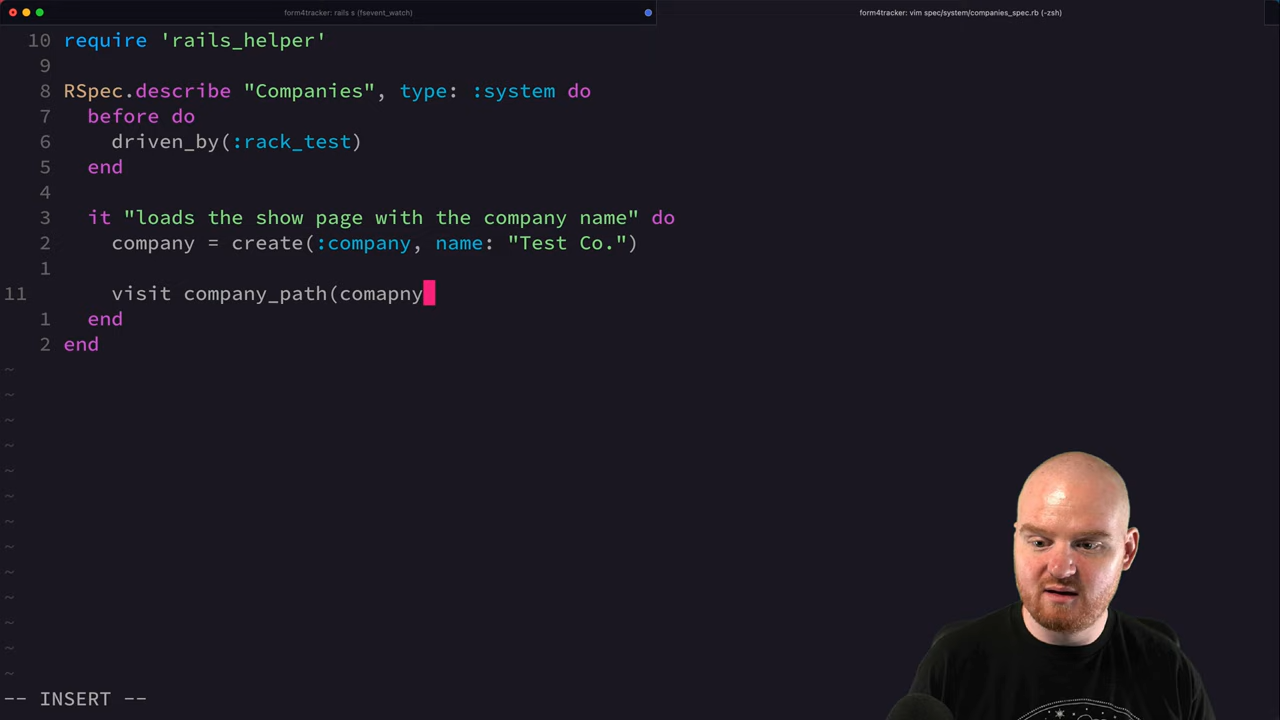 form4tracker: rails s (fsevent_watch)
form4tracker: vim spec/system/companies_spec.rb (-zsh)
10 require 'rails_helper'
9
8 RSpec.describe "Companies", type: :system do
7 before do
6 driven_by(:rack_test)
5 end
4
3 it "loads the show page with the company name" do
2 company = create(:company, name: "Test Co.")
1
11 visit company_path(comapny
1 end
2 end
~
~
~
~
~
~
~
~
~
~
~
~
~
-- INSERT --